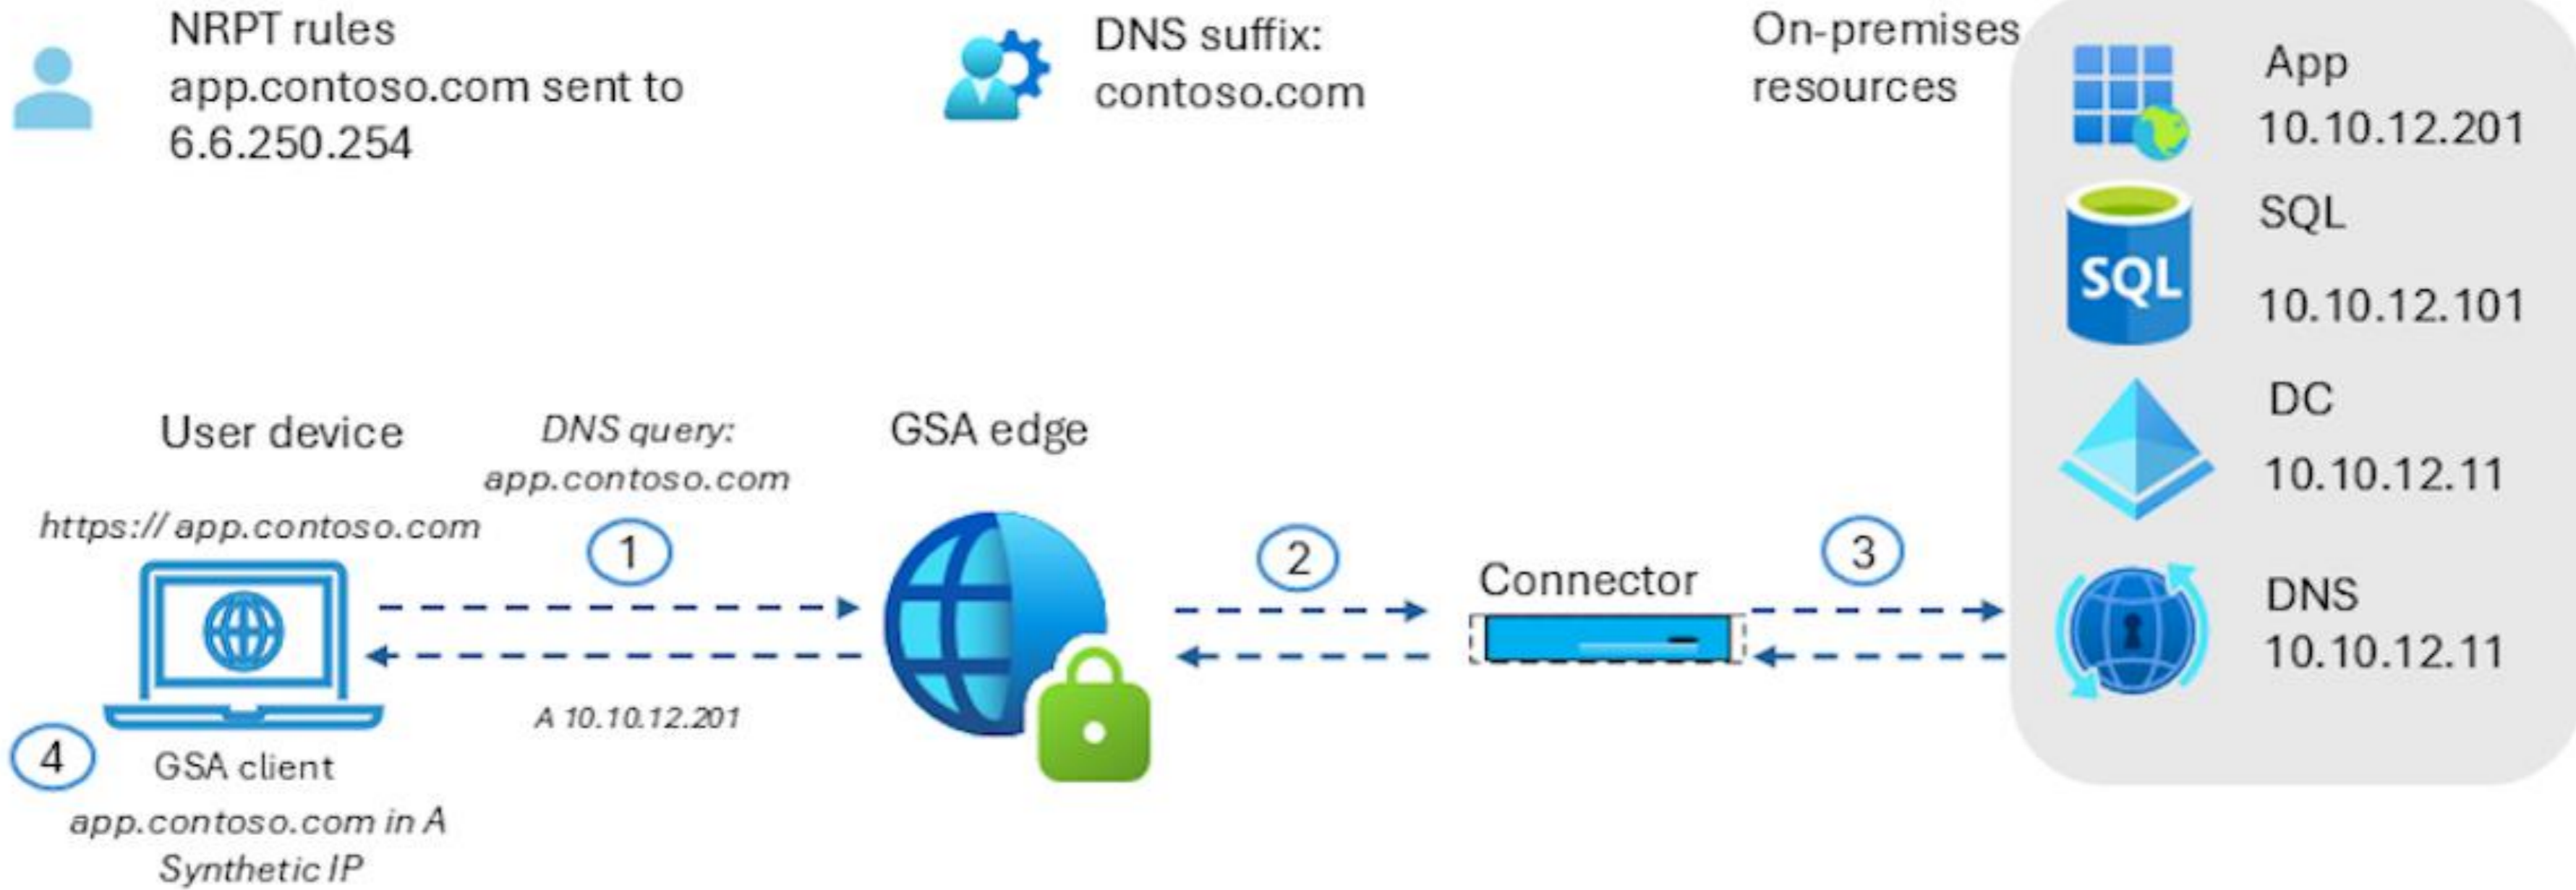 NRPT rules
app.contoso.com sent to
6.6.250.254
DNS suffix:
contoso.com
On-premises
resources
App
10.10.12.201
SQL
SQL
10.10.12.101
DC
10.10.12.11
DNS
10.10.12.11
User device
https:// app.contoso.com
DNS query:
app.contoso.com
1
A 10.10.12.201
GSA edge
2
Connector
3
4
GSA client
app.contoso.com in A
Synthetic IP